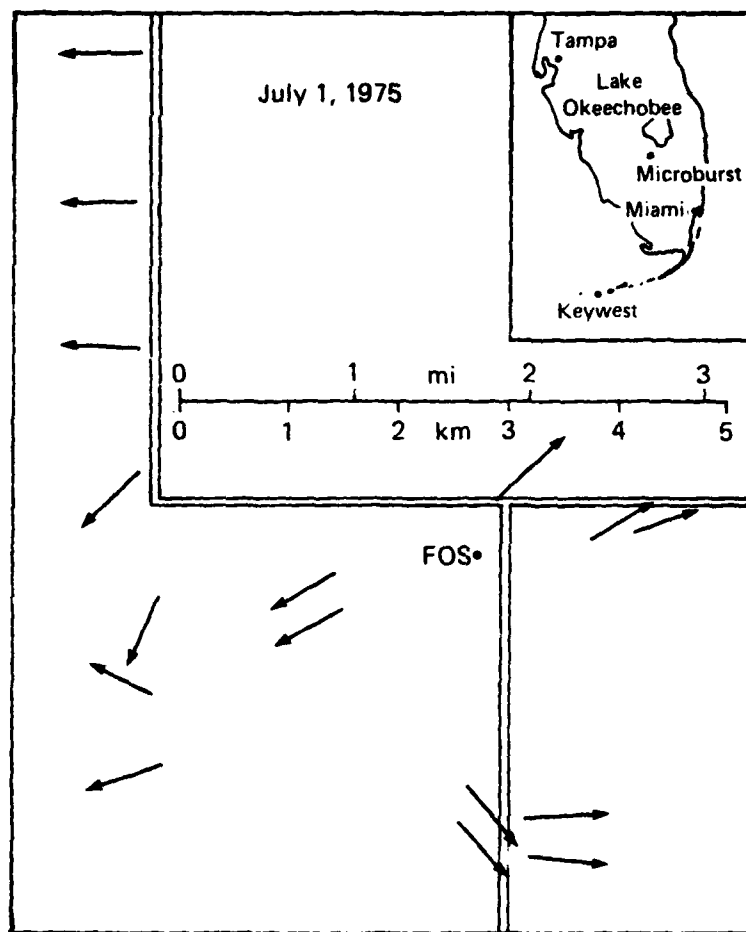 July 1, 1975
Tampa
Lake
Okeechobee
Microburst
Miami
Keywest
0 1 mi 2 3
0 1 2 km 3 4 5
FOS